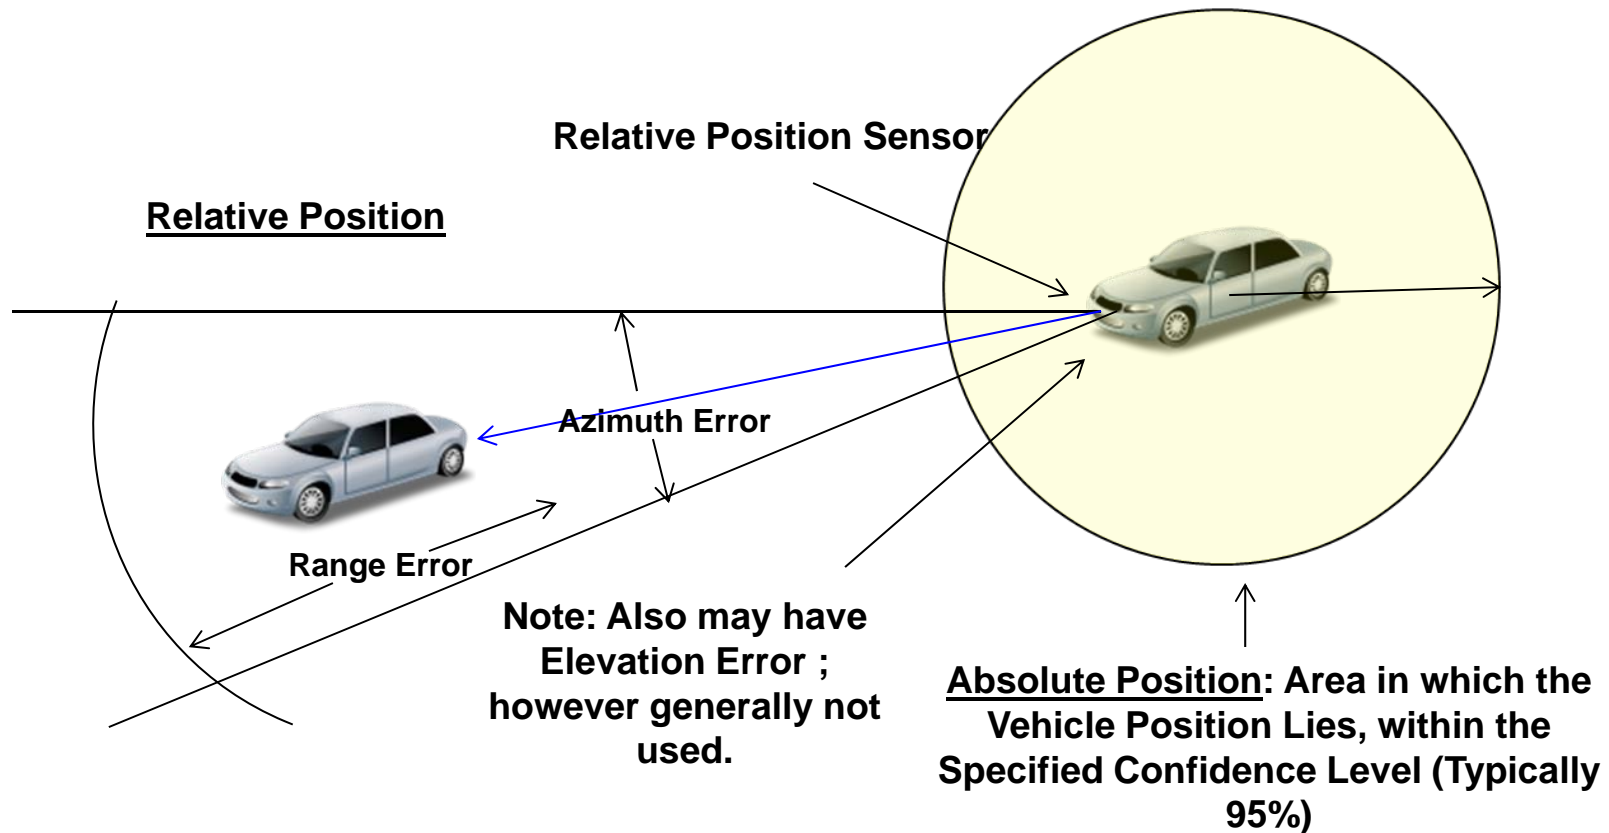 Relative Position Sensor
Relative Position
Azimuth Error
Range Error
Note: Also may have
Elevation Error ;
however generally not
used.
Absolute Position: Area in which the
Vehicle Position Lies, within the
Specified Confidence Level (Typically
95%)